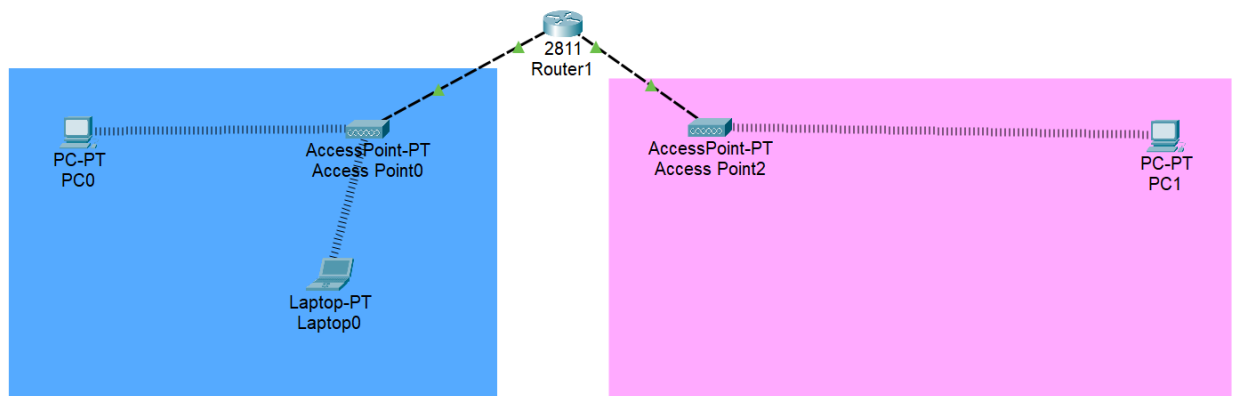 2811
Router1
PC-PT
PC0
AccessPoint-PT
Access Point0
Laptop-PT
Laptop0
AccessPoint-PT
Access Point2
PC-PT
PC1